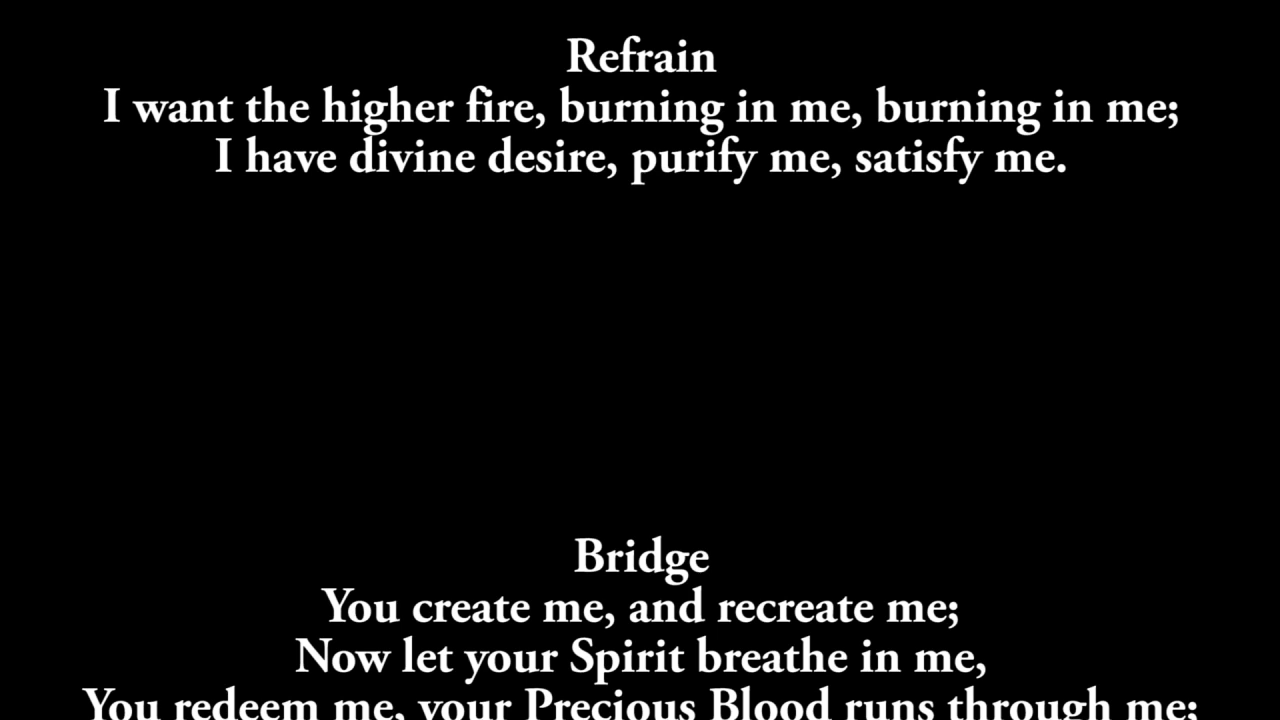 Refrain
I want the higher fire, burning in me, burning in me;
I have divine desire, purify me, satisfy me.
Bridge
You create me, and recreate me;
Now let your Spirit breathe in me,
You redeem me, your Precious Blood runs through me;